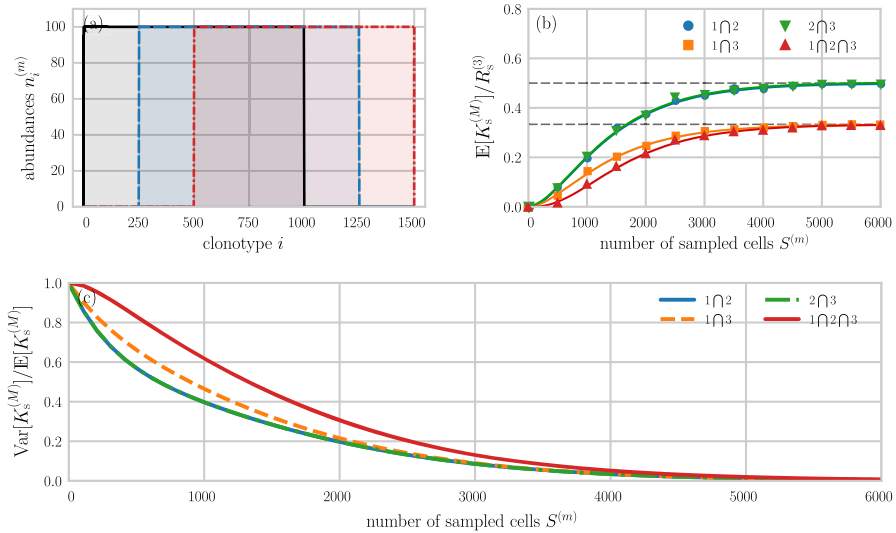 (a)
abundances n_i^(m)
100
80
60
40
20
0
0 250 500 750 1000 1250 1500
clonotype i
(b)
1⋂2
1⋂3
2⋂3
1⋂2⋂3
𝔼[K_s^(M)]/R_s^(3)
0.8
0.6
0.4
0.2
0.0
0 1000 2000 3000 4000 5000 6000
number of sampled cells S^(m)
(c)
1⋂2
1⋂3
2⋂3
1⋂2⋂3
Var[K_s^(M)]/𝔼[K_s^(M)]
1.0
0.8
0.6
0.4
0.2
0.0
0 1000 2000 3000 4000 5000 6000
number of sampled cells S^(m)